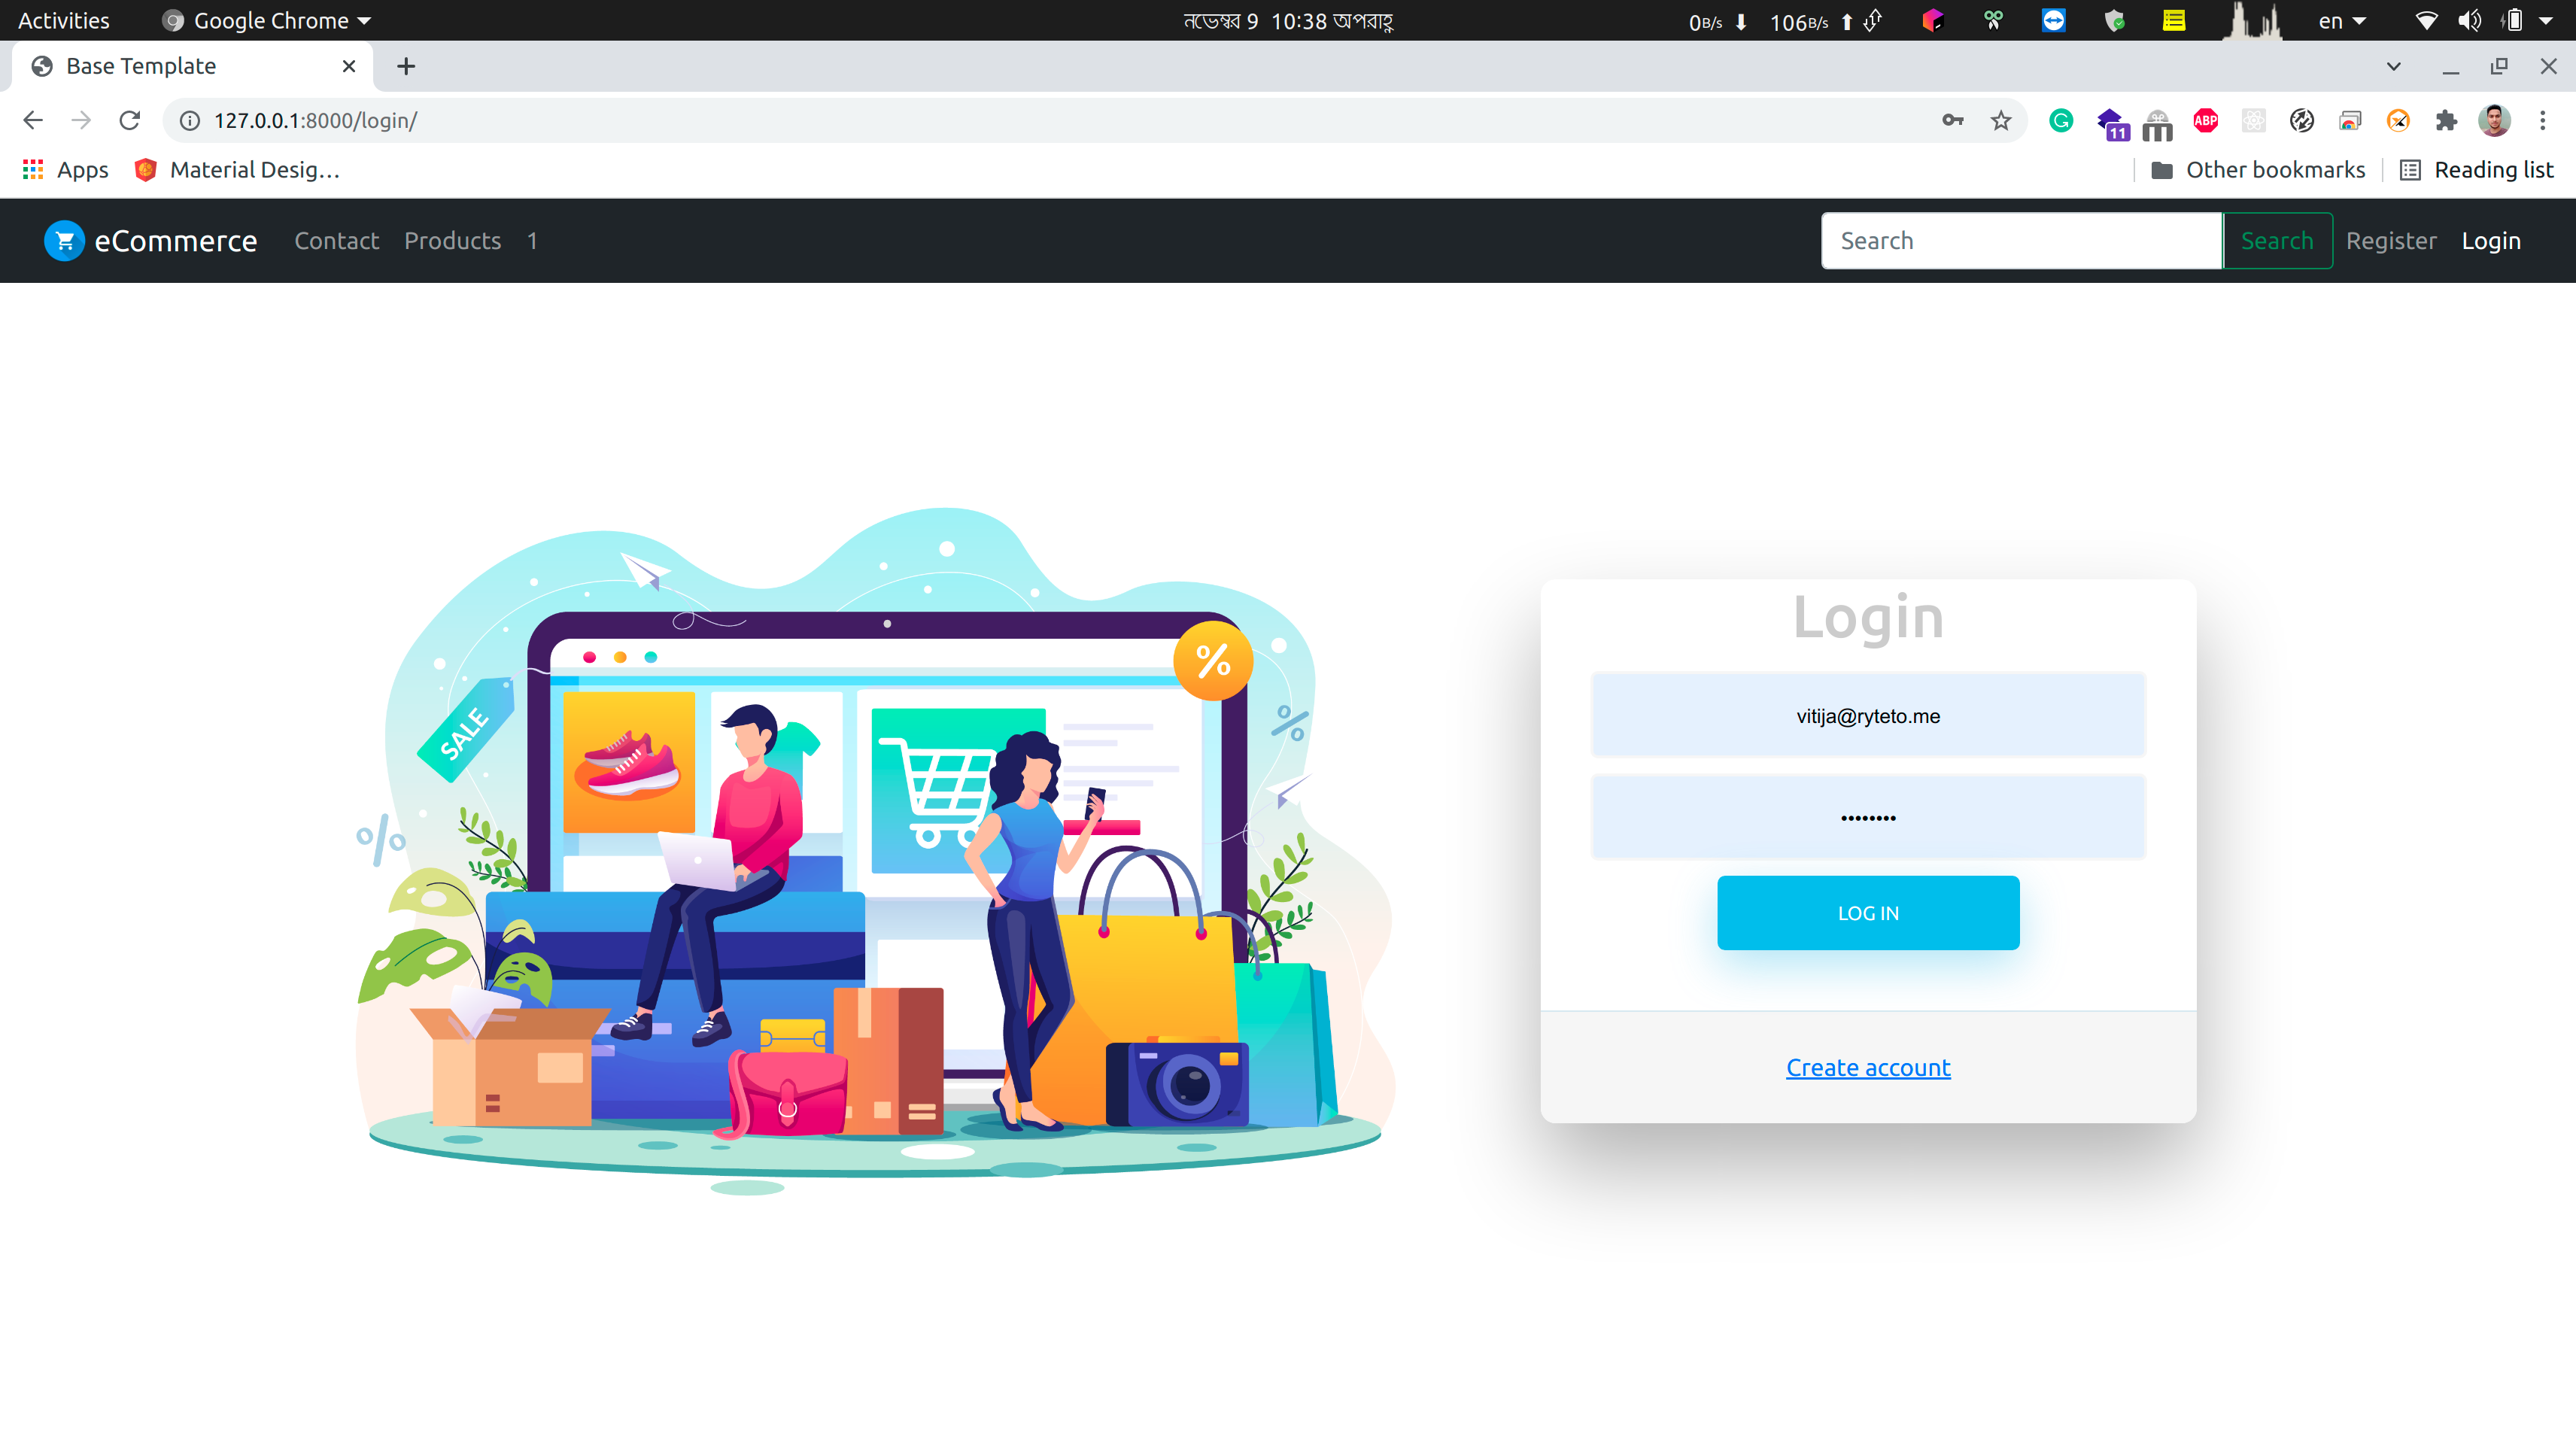 Activities Google Chrome নভেম্বর 9 10:38 অপরাহ্ণ 0B/s 106B/s en
Base Template
127.0.0.1:8000/login/ 11 ABP
Apps Material Desig… Other bookmarks Reading list
eCommerce Contact Products 1 Search Search Register Login
Login
%
SALE
%
vitija@ryteto.me
%
••••••••
LOG IN
Create account